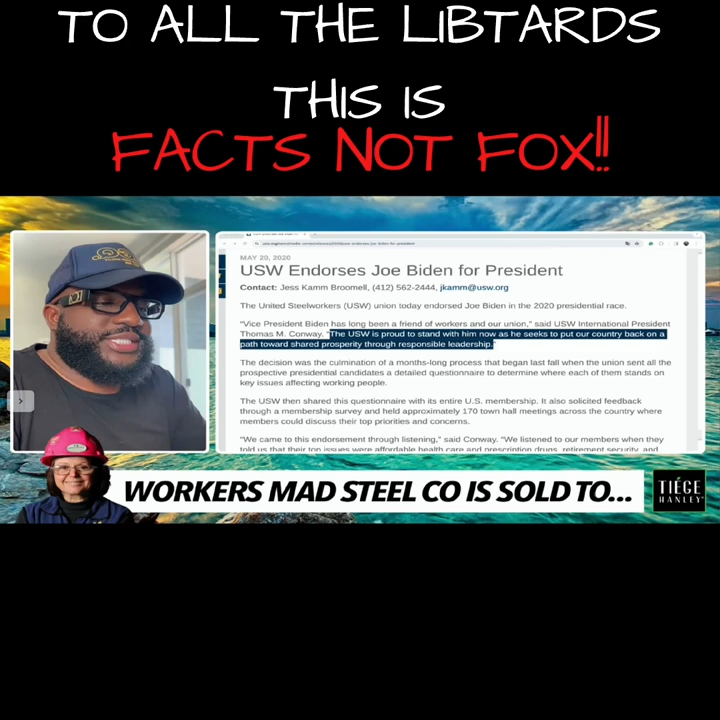 TO ALL THE LIBTARDS
THIS IS
FACTS NOT FOX!!
MAY 20, 2020
USW Endorses Joe Biden for President
Contact: Jess Kamm Broomell, (412) 562-2444, jkamm@usw.org
The United Steelworkers (USW) union today endorsed Joe Biden in the 2020 presidential race.
"Vice President Biden has long been a friend of workers and our union," said USW International President
Thomas M. Conway. "The USW is proud to stand with him now as he seeks to put our country back on a
path toward shared prosperity through responsible leadership."
The decision was the culmination of a months-long process that began last fall when the union sent all the
prospective presidential candidates a detailed questionnaire to determine where each of them stands on
key issues affecting working people.
The USW then shared this questionnaire with its entire U.S. membership. It also solicited feedback
through a membership survey and held approximately 170 town hall meetings across the country where
members could discuss their top priorities and concerns.
"We came to this endorsement through listening," said Conway. "We listened to our members when they
told us that their top issues were affordable health care and prescription drugs, retirement security, and
WORKERS MAD STEEL CO IS SOLD TO...
TIÉGE
HANLEY